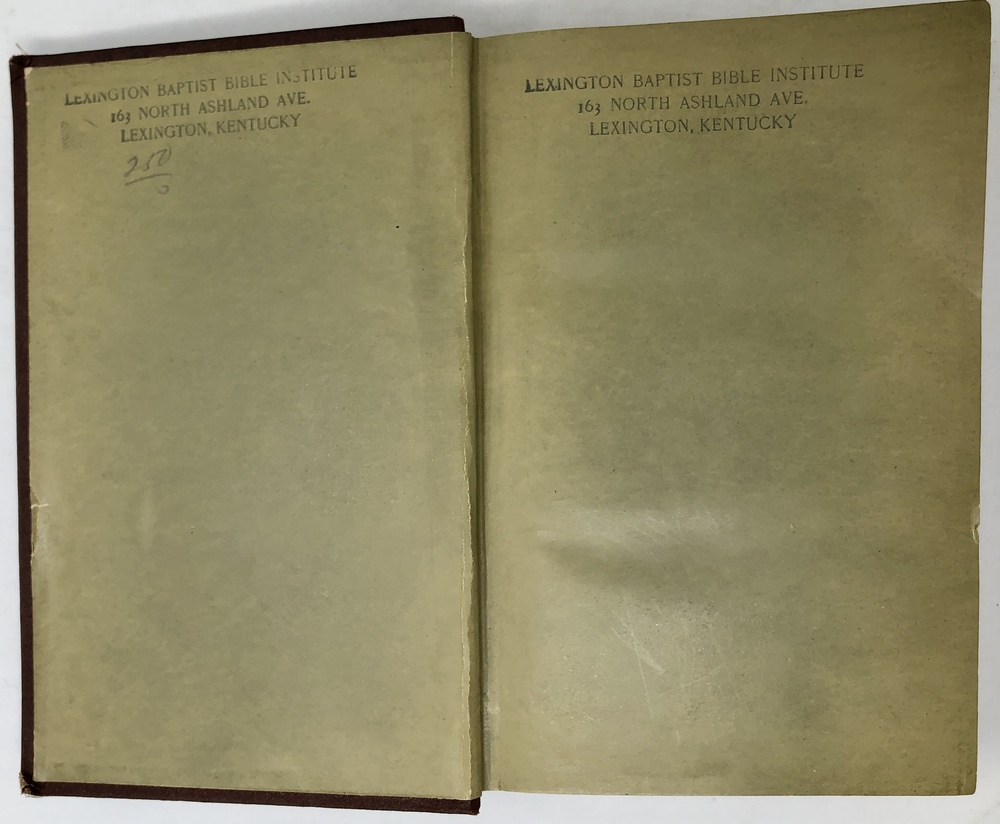 LEXINGTON BAPTIST BIBLE INSTITUTE
163 NORTH ASHLAND AVE.
LEXINGTON, KENTUCKY
250
LEXINGTON BAPTIST BIBLE INSTITUTE
163 NORTH ASHLAND AVE.
LEXINGTON, KENTUCKY